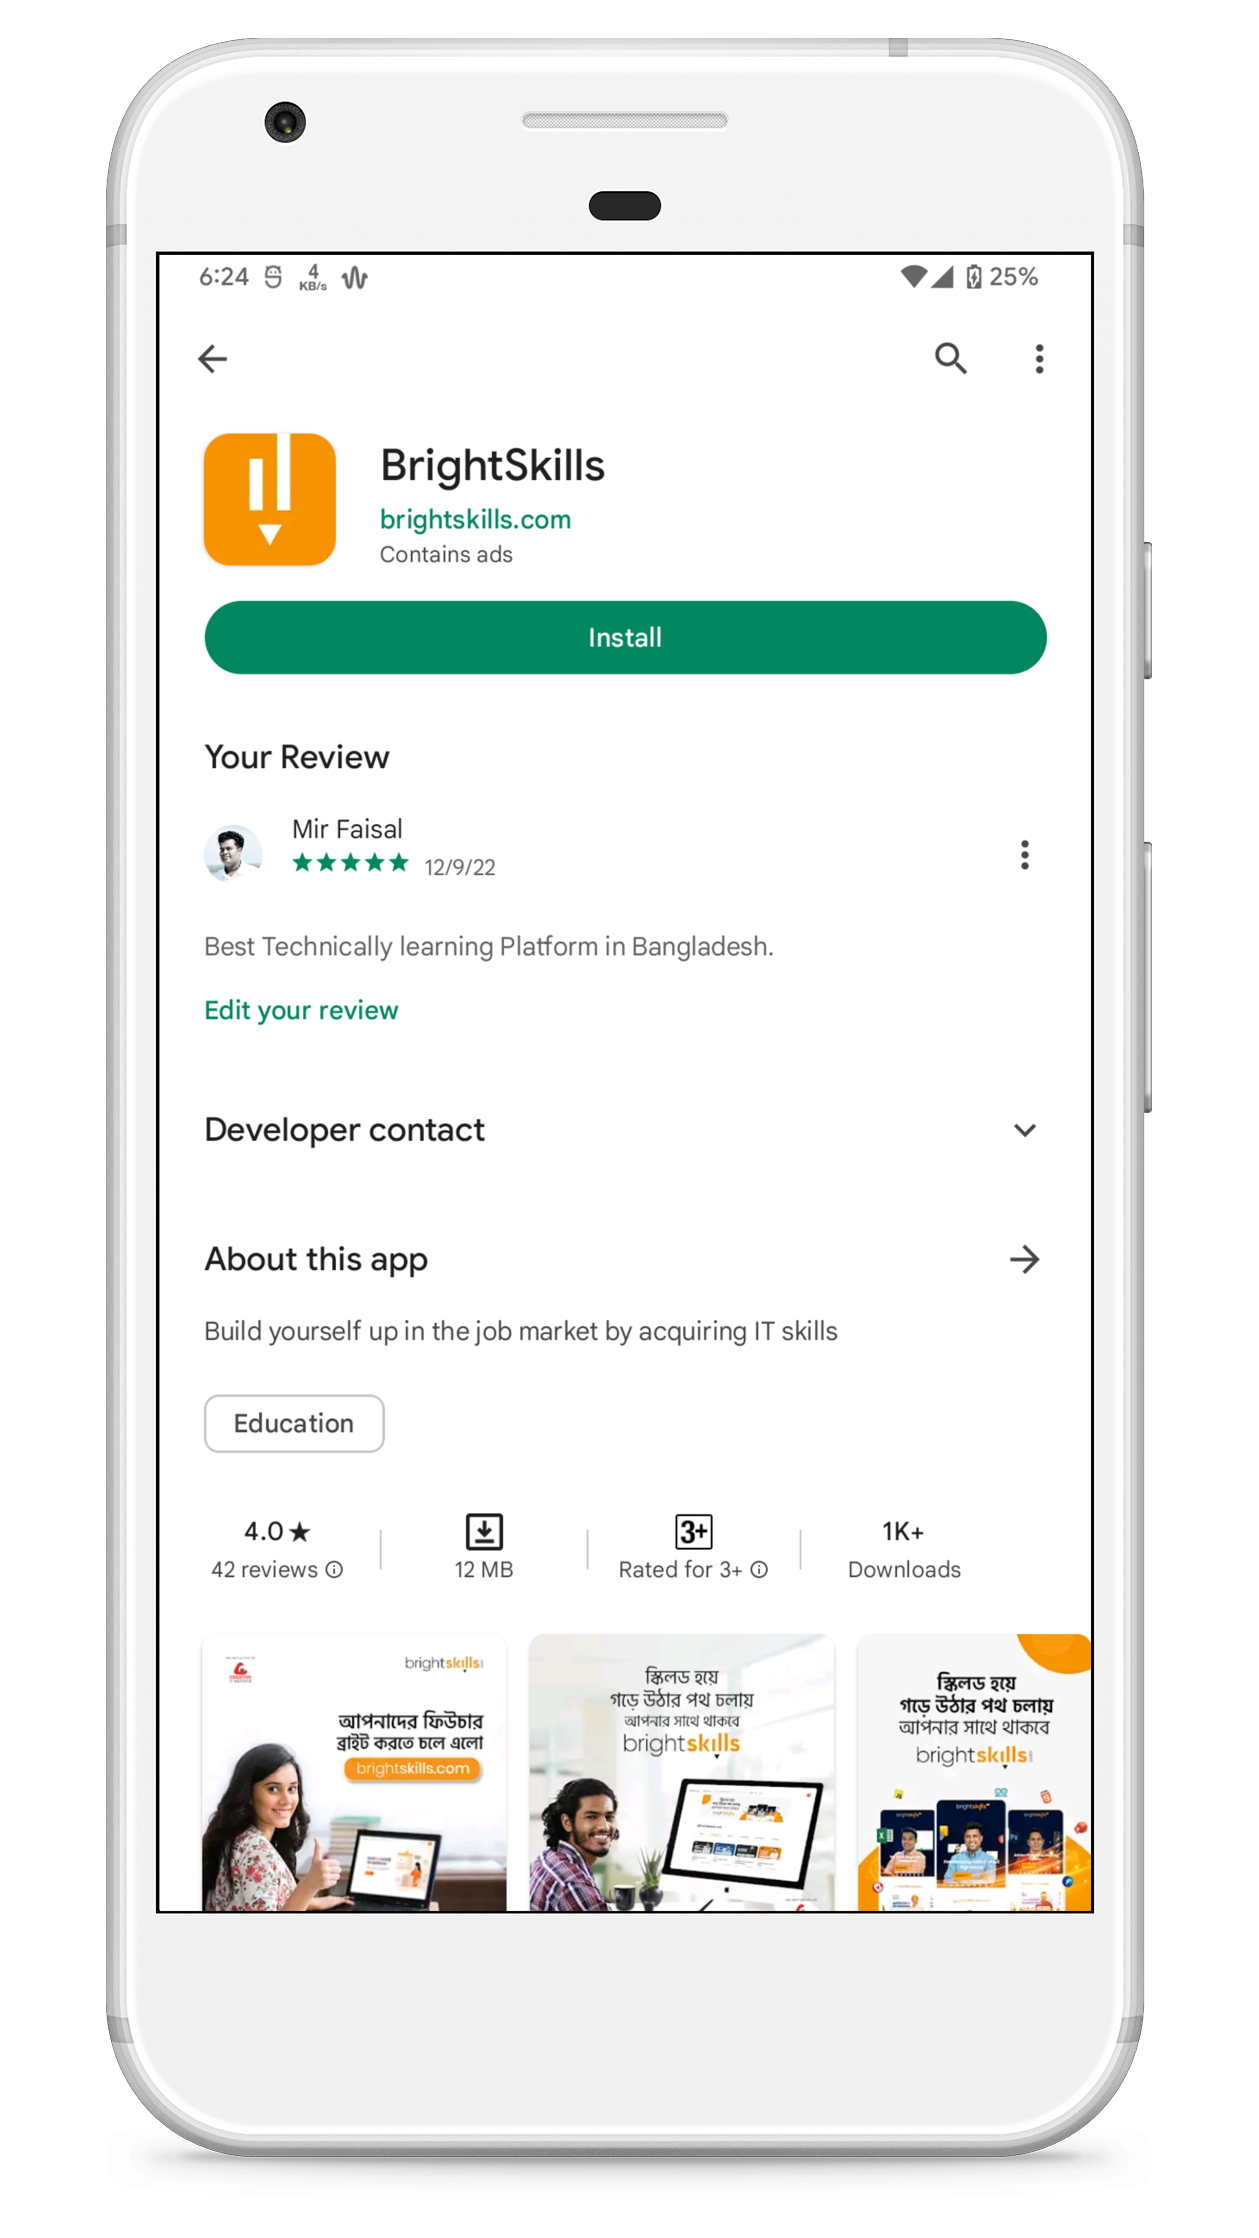 6:24 4 KB/s 25%
BrightSkills
brightskills.com
Contains ads
Install
Your Review
Mir Faisal
12/9/22
Best Technically learning Platform in Bangladesh.
Edit your review
Developer contact
About this app
Build yourself up in the job market by acquiring IT skills
Education
4.0★ 3+ 1K+
42 reviews 12 MB Rated for 3+ Downloads
brightskills
আপনাদের ফিউচার
ব্রাইট করতে চলে এলো
brightskills.com
স্কিলড হয়ে
গড়ে উঠার পথ চলায়
আপনার সাথে থাকবে
brightskills
স্কিলড হয়ে
গড়ে উঠার পথ চলায়
আপনার সাথে থাকবে
brightskills